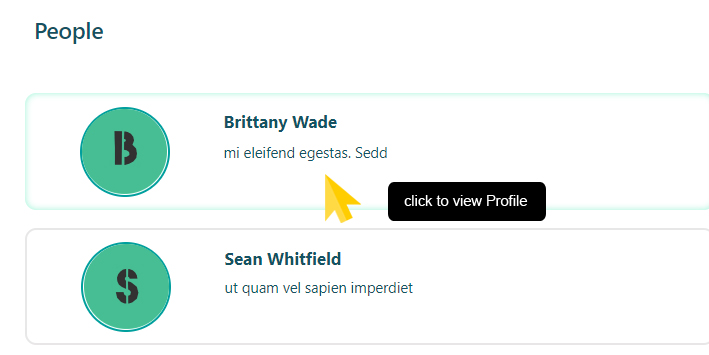 People
B
Brittany Wade
mi eleifend egestas. Sedd
click to view Profile
S
Sean Whitfield
ut quam vel sapien imperdiet